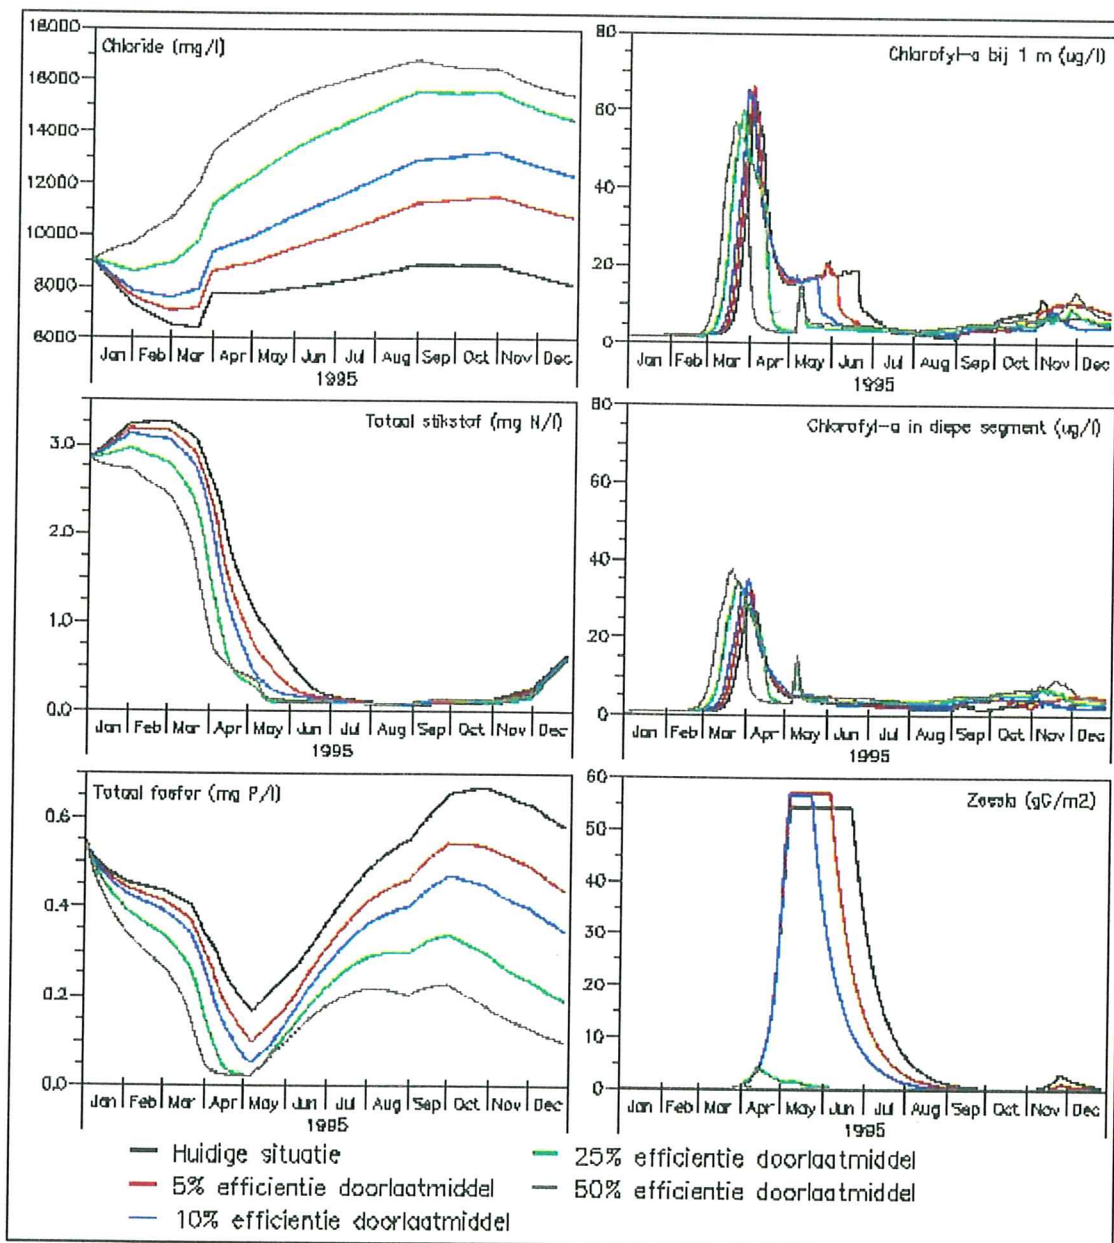 Chloride (mg/l)
18000
16000
14000
12000
10000
8000
6000
Jan Feb Mar Apr May Jun Jul Aug Sep Oct Nov Dec
1995
Chlorofyl-a bij 1 m (ug/l)
80
60
40
20
0
Jan Feb Mar Apr May Jun Jul Aug Sep Oct Nov Dec
1995
Totaal stikstof (mg N/l)
3.0
2.0
1.0
0.0
Jan Feb Mar Apr May Jun Jul Aug Sep Oct Nov Dec
1995
Chlorofyl-a in diepe segment (ug/l)
80
60
40
20
0
Jan Feb Mar Apr May Jun Jul Aug Sep Oct Nov Dec
1995
Totaal fosfor (mg P/l)
0.6
0.4
0.2
0.0
Jan Feb Mar Apr May Jun Jul Aug Sep Oct Nov Dec
1995
Zeesla (gC/m2)
60
50
40
30
20
10
0
Jan Feb Mar Apr May Jun Jul Aug Sep Oct Nov Dec
1995
Huidige situatie
5% efficientie doorlaatmiddel
10% efficientie doorlaatmiddel
25% efficientie doorlaatmiddel
50% efficientie doorlaatmiddel